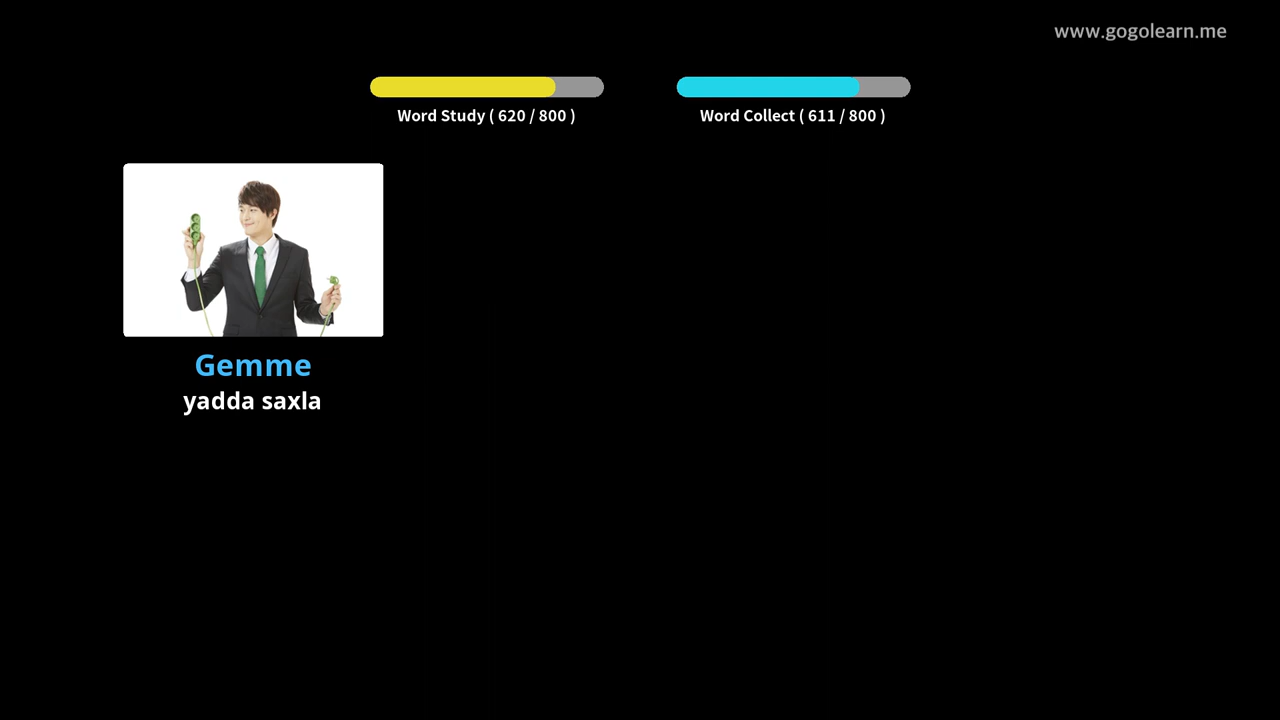 www.gogolearn.me
Word Study ( 620 / 800 )
Word Collect ( 611 / 800 )
Gemme
yadda saxla